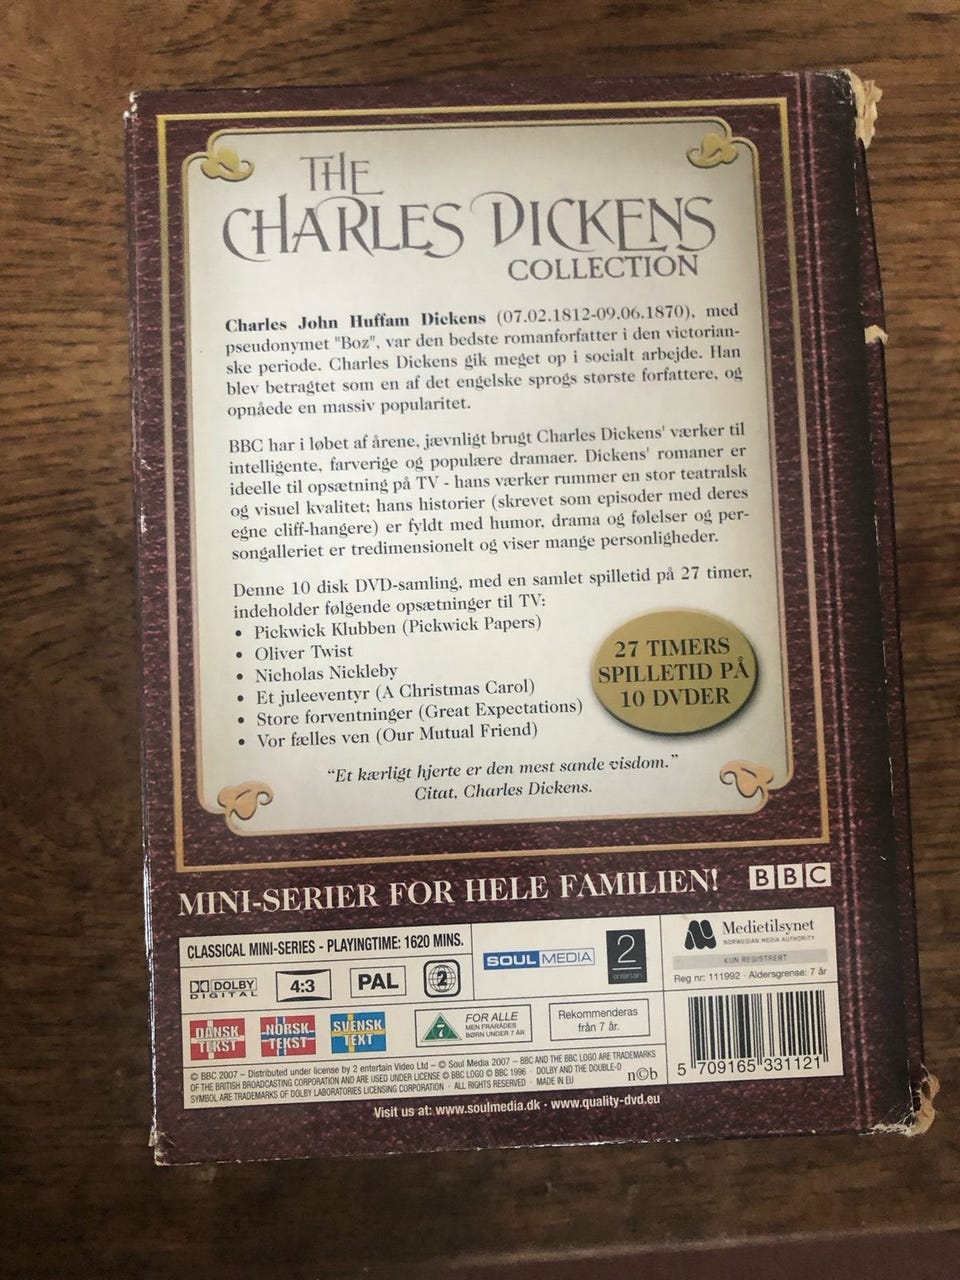 THE
CHARLES DICKENS
COLLECTION
Charles John Huffam Dickens (07.02.1812-09.06.1870), med
pseudonymet "Boz", var den bedste romanforfatter i den victorian-
ske periode. Charles Dickens gik meget op i socialt arbejde. Han
blev betragtet som en af det engelske sprogs største forfattere, og
opnåede en massiv popularitet.
BBC har i løbet af årene, jævnligt brugt Charles Dickens' værker til
intelligente, farverige og populære dramaer. Dickens' romaner er
ideelle til opsætning på TV - hans værker rummer en stor teatralsk
og visuel kvalitet; hans historier (skrevet som episoder med deres
egne cliff-hangere) er fyldt med humor, drama og følelser og per-
songalleriet er tredimensionelt og viser mange personligheder.
Denne 10 disk DVD-samling, med en samlet spilletid på 27 timer,
indeholder følgende opsætninger til TV:
• Pickwick Klubben (Pickwick Papers)
• Oliver Twist
• Nicholas Nickleby
• Et juleeventyr (A Christmas Carol)
• Store forventninger (Great Expectations)
• Vor fælles ven (Our Mutual Friend)
27 TIMERS
SPILLETID PÅ
10 DVDER
“Et kærligt hjerte er den mest sande visdom.”
Citat, Charles Dickens.
MINI-SERIER FOR HELE FAMILIEN!
BBC
CLASSICAL MINI-SERIES - PLAYINGTIME: 1620 MINS.
DOLBY
DIGITAL
4:3
PAL
2
SOUL MEDIA
2
entertain
Medietilsynet
NORWEGIAN MEDIA AUTHORITY
KUN REGISTRERT
Reg nr: 111992 · Aldersgrense: 7 år
DANSK
TEKST
NORSK
TEKST
SVENSK
TEXT
7
FOR ALLE
MEN FRARÅDES
BØRN UNDER 7 ÅR
Rekommenderas
från 7 år.
5 709165 331121
© BBC 2007 – Distributed under license by 2 entertain Video Ltd – © Soul Media 2007 – BBC AND THE BBC LOGO ARE TRADEMARKS
OF THE BRITISH BROADCASTING CORPORATION AND ARE USED UNDER LICENSE © BBC LOGO © BBC 1996 · DOLBY AND THE DOUBLE-D
SYMBOL ARE TRADEMARKS OF DOLBY LABORATORIES LICENSING CORPORATION · ALL RIGHTS RESERVED · MADE IN EU
n©b
Visit us at: www.soulmedia.dk · www.quality-dvd.eu